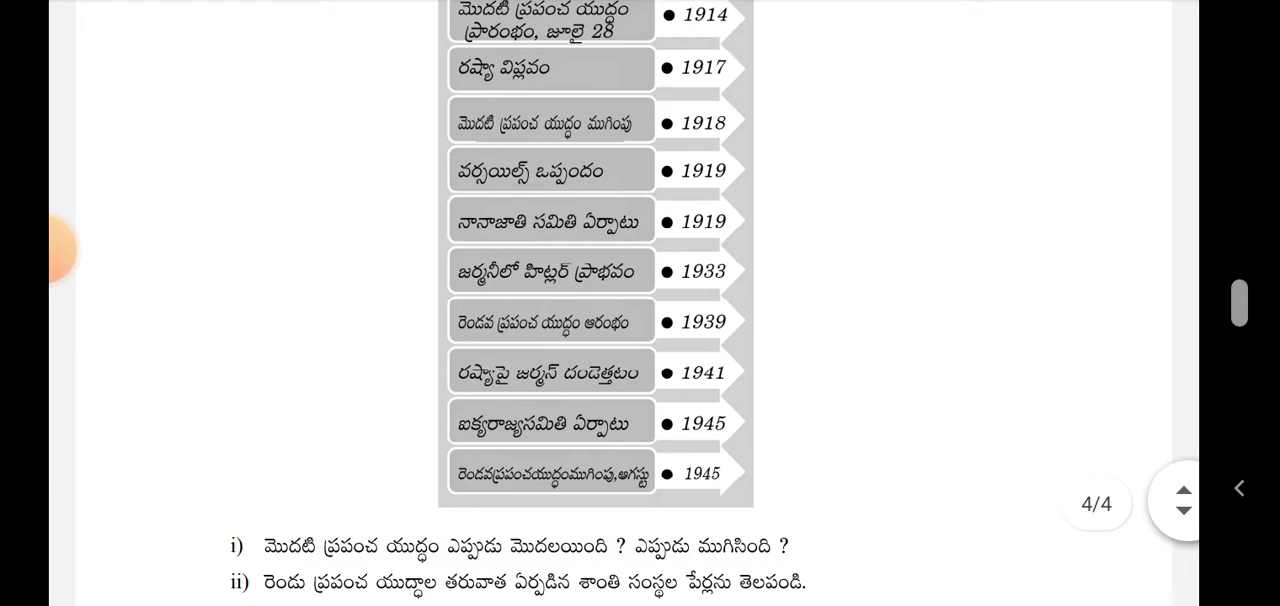 మొదటి ప్రపంచ యుద్ధం
ప్రారంభం, జూలై 28 ● 1914
రష్యా విప్లవం ● 1917
మొదటి ప్రపంచ యుద్ధం ముగింపు ● 1918
వర్సయిల్స్ ఒప్పందం ● 1919
నానాజాతి సమితి ఏర్పాటు ● 1919
జర్మనీలో హిట్లర్ ప్రాభవం ● 1933
రెండవ ప్రపంచ యుద్ధం ఆరంభం ● 1939
రష్యాపై జర్మన్ దండెత్తటం ● 1941
ఐక్యరాజ్యసమితి ఏర్పాటు ● 1945
రెండవప్రపంచయుద్ధంముగింపు,ఆగస్టు ● 1945
4/4
i) మొదటి ప్రపంచ యుద్ధం ఎప్పుడు మొదలయింది ? ఎప్పుడు ముగిసింది ?
ii) రెండు ప్రపంచ యుద్ధాల తరువాత ఏర్పడిన శాంతి సంస్థల పేర్లను తెలపండి.